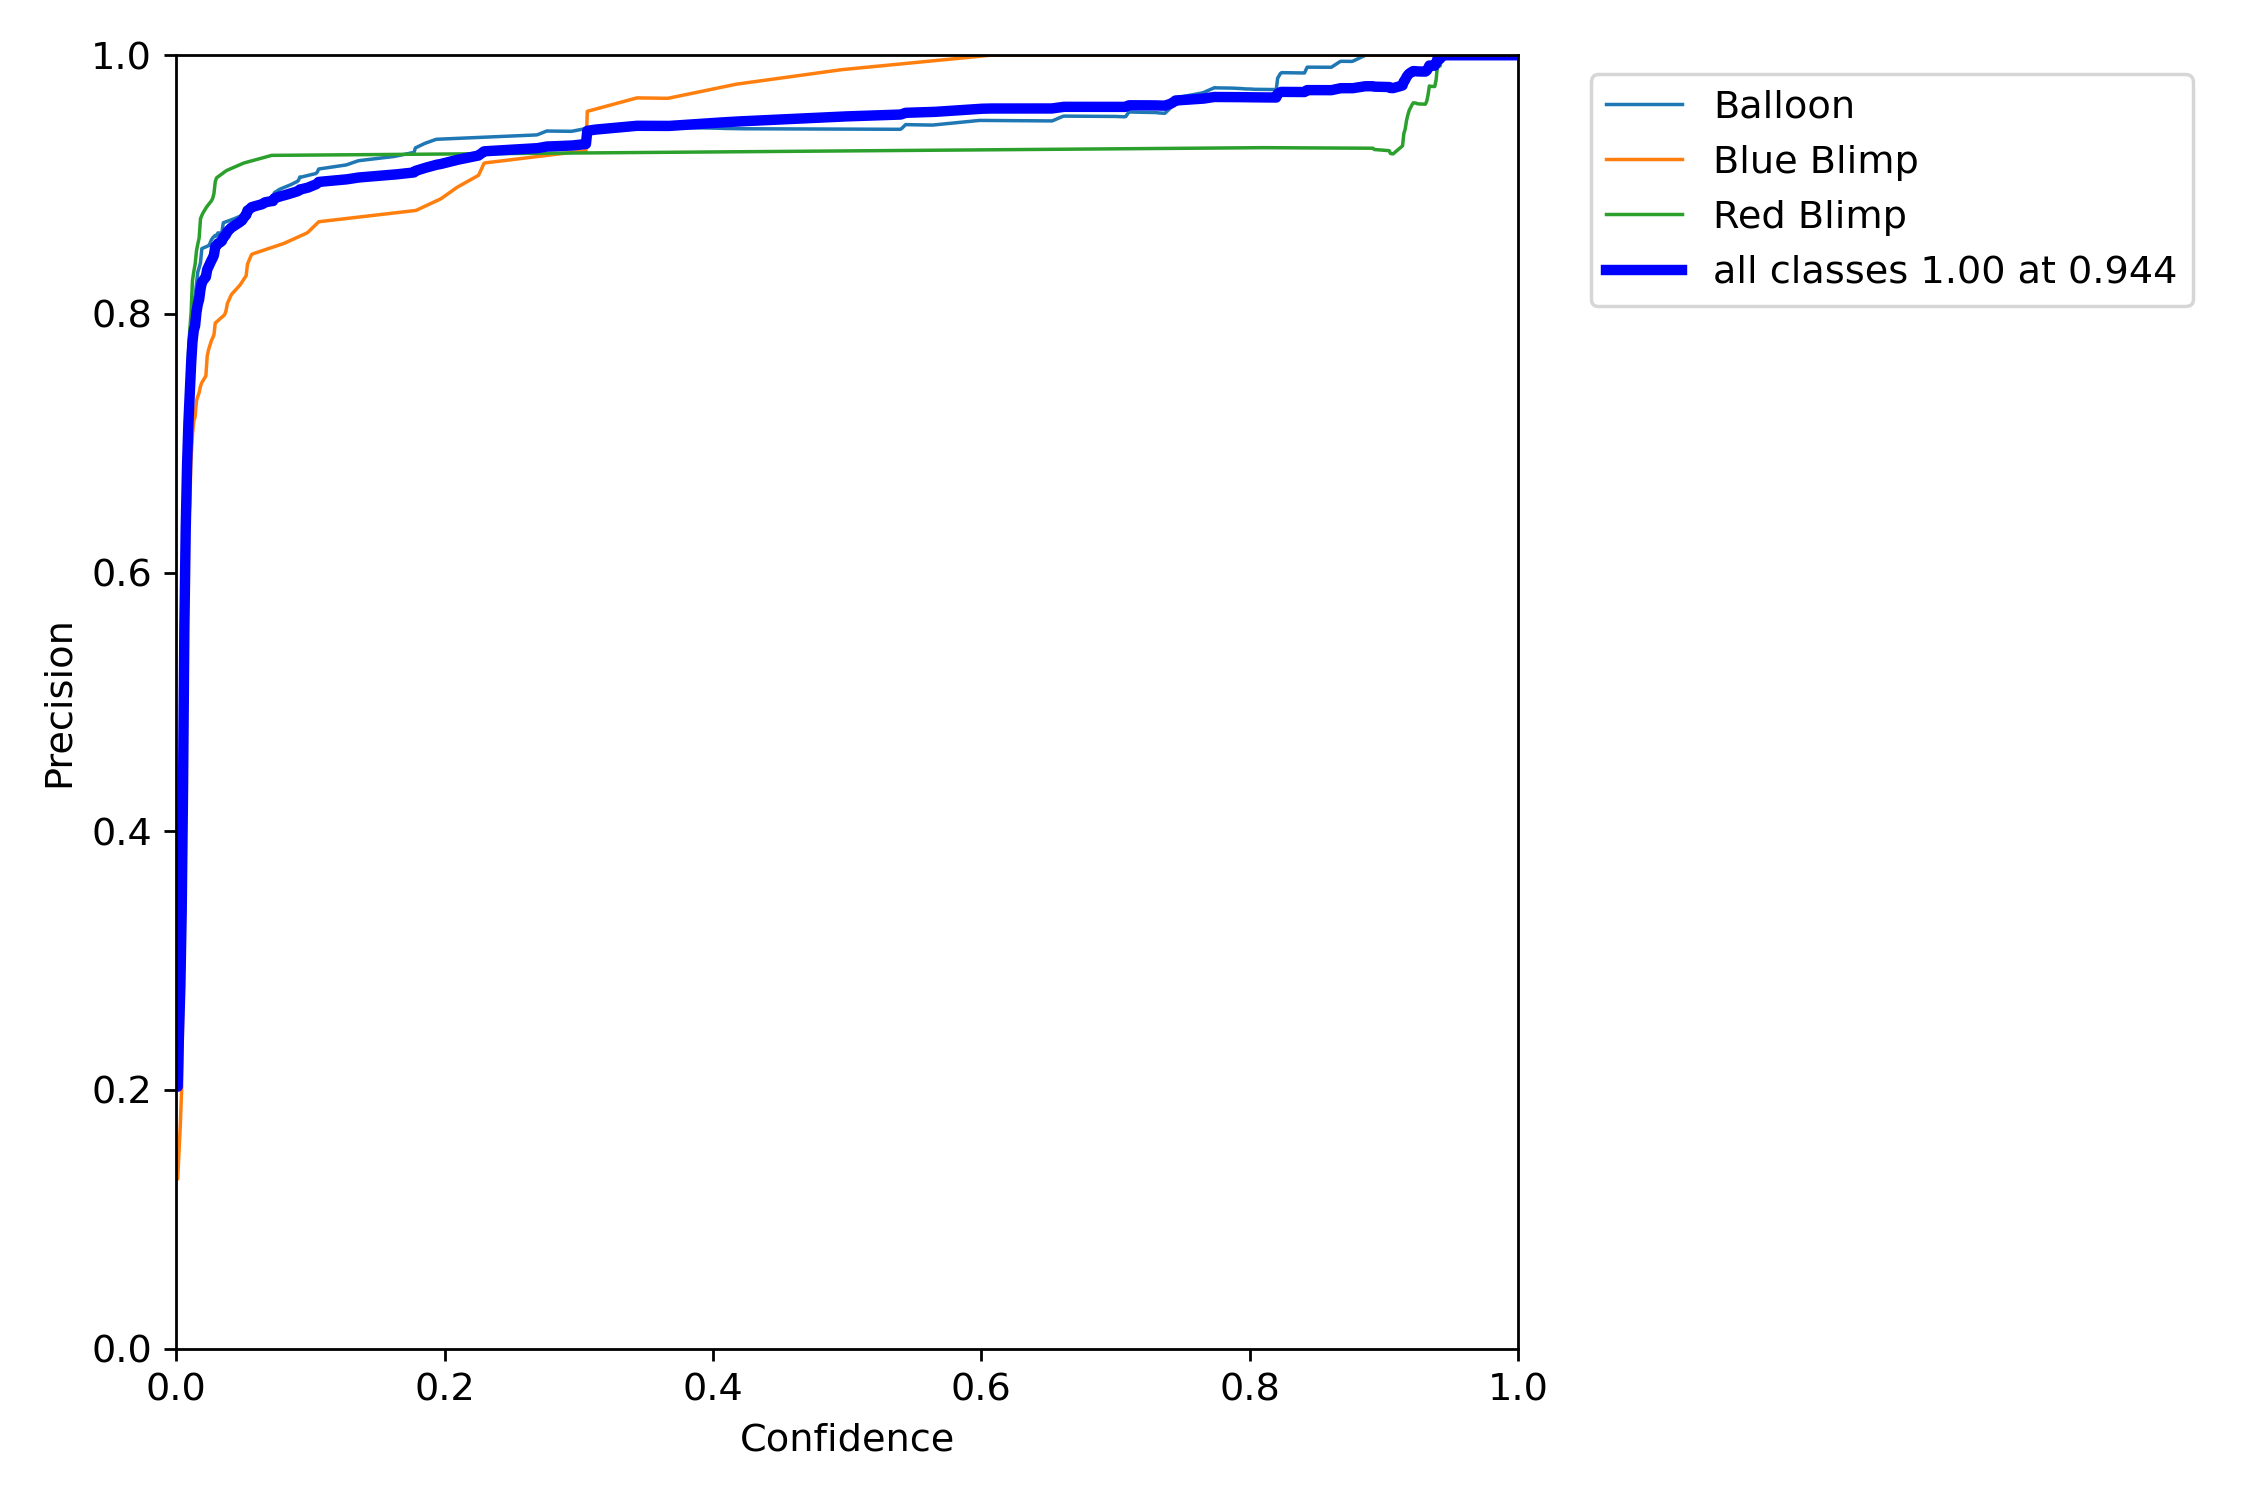 1.0
0.8
0.6
0.4
0.2
0.0
Precision
0.0 0.2 0.4 0.6 0.8 1.0
Confidence
Balloon
Blue Blimp
Red Blimp
all classes 1.00 at 0.944